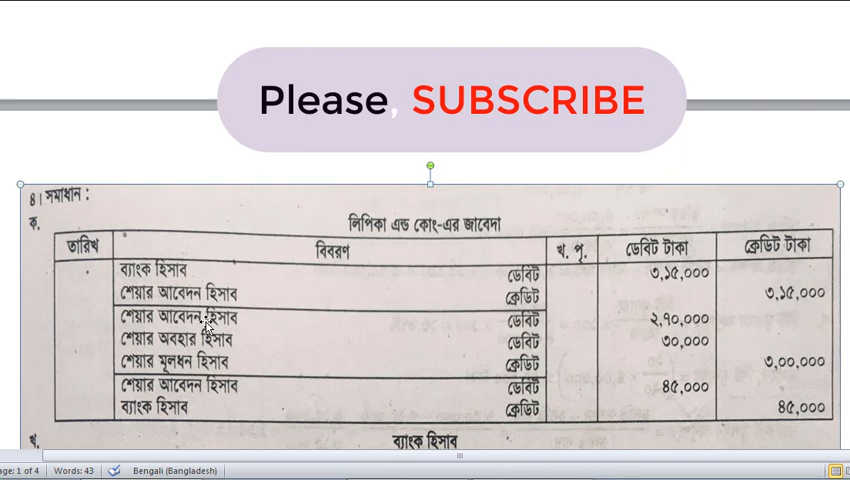 Please, SUBSCRIBE
৪। সমাধান :
ক.
লিপিকা এন্ড কোং-এর জাবেদা
তারিখ বিবরণ খ. পৃ. ডেবিট টাকা ক্রেডিট টাকা
ব্যাংক হিসাব ডেবিট ৩,১৫,০০০
শেয়ার আবেদন হিসাব ক্রেডিট ৩,১৫,০০০
শেয়ার আবেদন হিসাব ডেবিট ২,৭০,০০০
শেয়ার অবহার হিসাব ডেবিট ৩০,০০০
শেয়ার মূলধন হিসাব ক্রেডিট ৩,০০,০০০
শেয়ার আবেদন হিসাব ডেবিট ৪৫,০০০
ব্যাংক হিসাব ক্রেডিট ৪৫,০০০
খ. ব্যাংক হিসাব
age: 1 of 4 Words: 43 Bengali (Bangladesh)